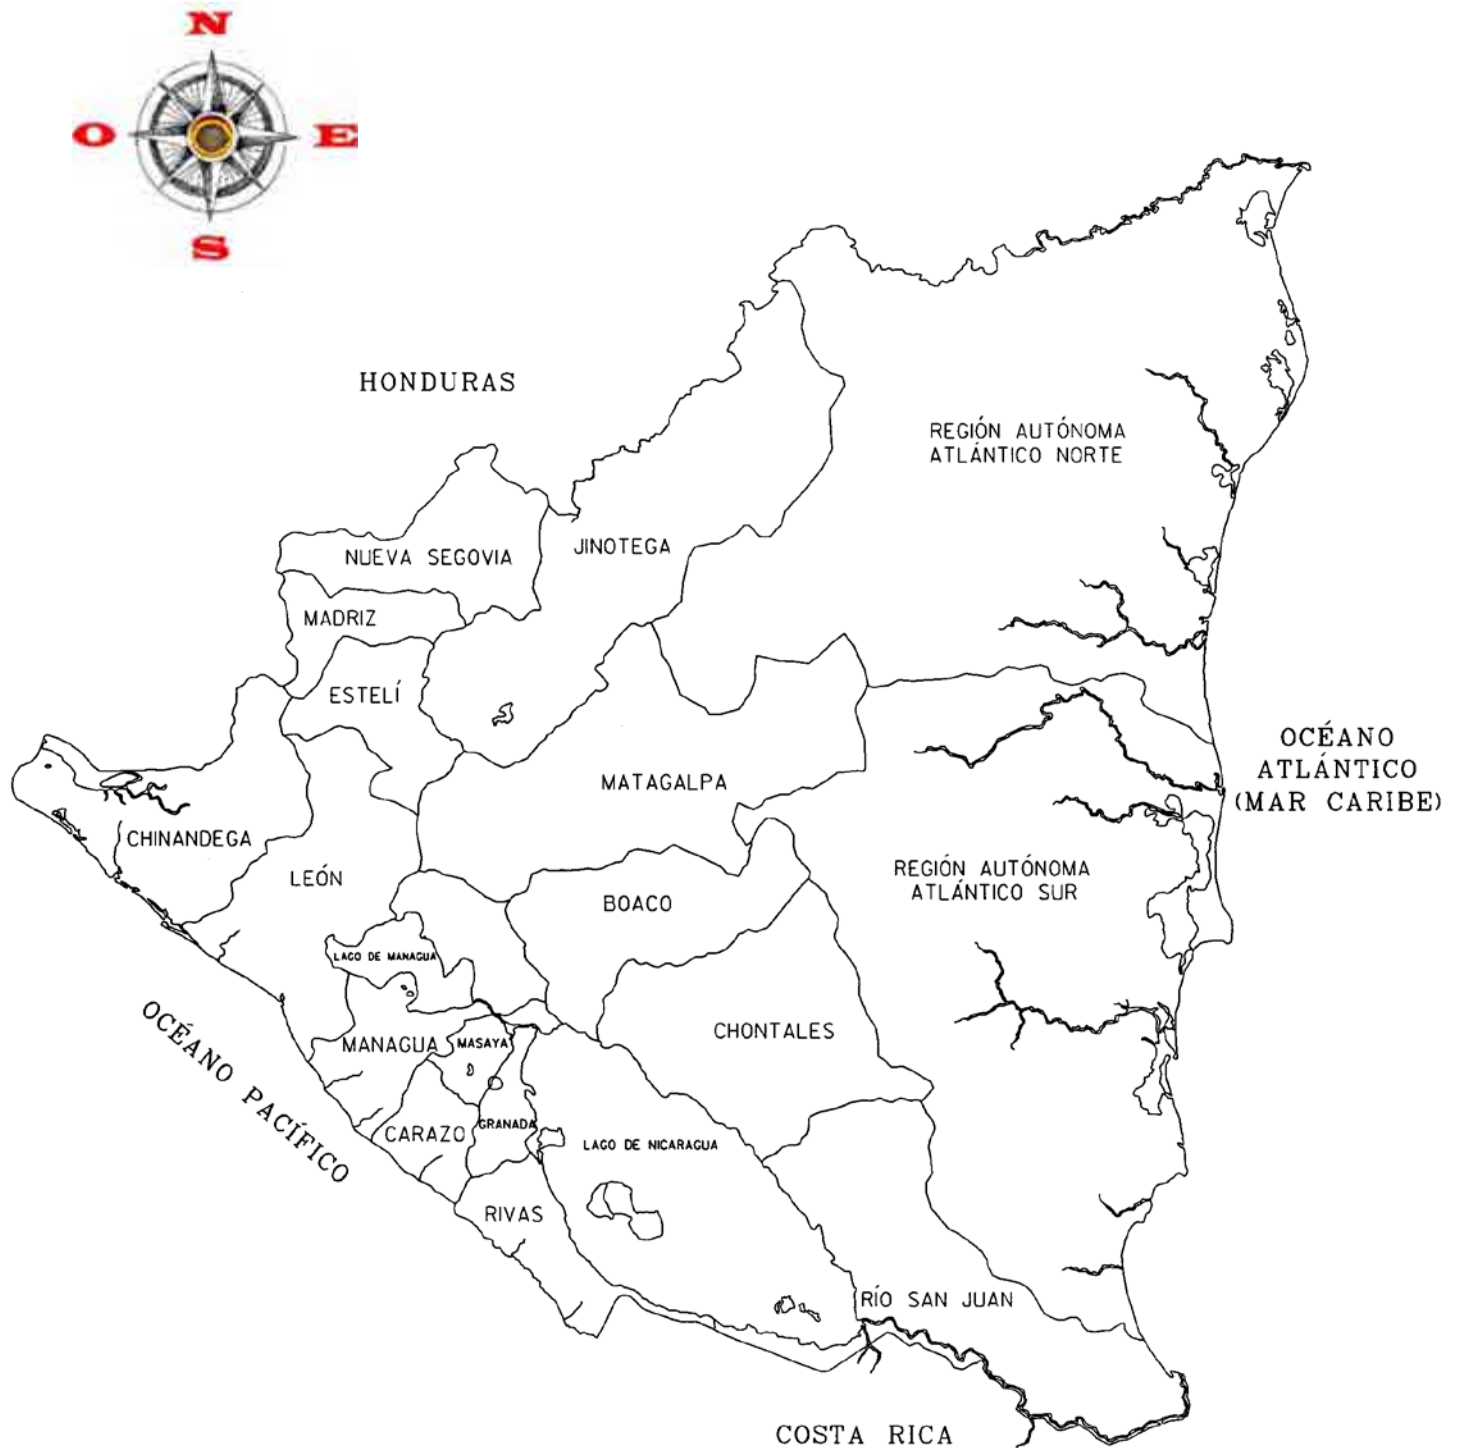 N
O
E
S
HONDURAS
REGIÓN AUTÓNOMA
ATLÁNTICO NORTE
NUEVA SEGOVIA
JINOTEGA
MADRIZ
ESTELÍ
OCÉANO
ATLÁNTICO
(MAR CARIBE)
MATAGALPA
CHINANDEGA
LEÓN
REGIÓN AUTÓNOMA
ATLÁNTICO SUR
BOACO
LAGO DE MANAGUA
OCÉANO PACÍFICO
MANAGUA
MASAYA
CHONTALES
CARAZO
GRANADA
LAGO DE NICARAGUA
RIVAS
RÍO SAN JUAN
COSTA RICA